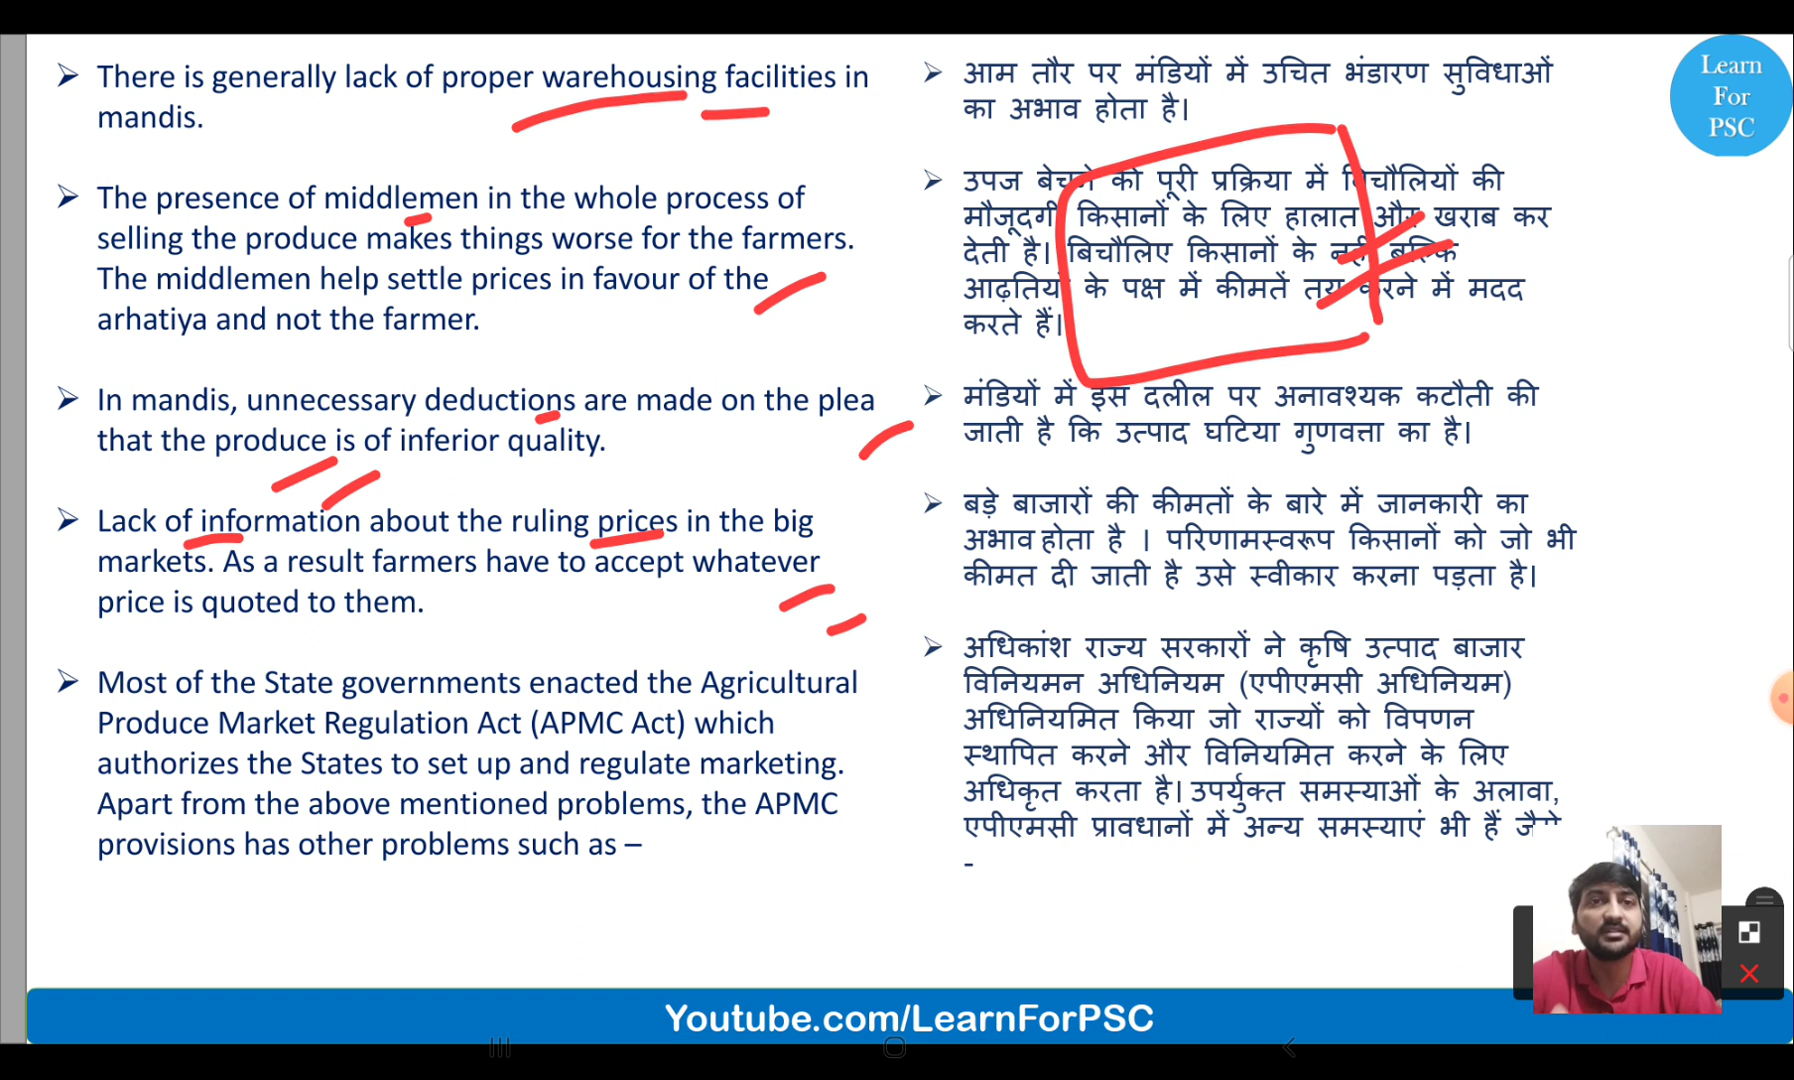 There is generally lack of proper warehousing facilities in
mandis.
The presence of middlemen in the whole process of
selling the produce makes things worse for the farmers.
The middlemen help settle prices in favour of the
arhatiya and not the farmer.
In mandis, unnecessary deductions are made on the plea
that the produce is of inferior quality.
Lack of information about the ruling prices in the big
markets. As a result farmers have to accept whatever
price is quoted to them.
Most of the State governments enacted the Agricultural
Produce Market Regulation Act (APMC Act) which
authorizes the States to set up and regulate marketing.
Apart from the above mentioned problems, the APMC
provisions has other problems such as –
आम तौर पर मंडियों में उचित भंडारण सुविधाओं
का अभाव होता है।
उपज बेचने की पूरी प्रक्रिया में बिचौलियों की
मौजूदगी किसानों के लिए हालात और खराब कर
देती है। बिचौलिए किसानों के नहीं बल्कि
आढ़तियों के पक्ष में कीमतें तय करने में मदद
करते हैं।
मंडियों में इस दलील पर अनावश्यक कटौती की
जाती है कि उत्पाद घटिया गुणवत्ता का है।
बड़े बाजारों की कीमतों के बारे में जानकारी का
अभाव होता है । परिणामस्वरूप किसानों को जो भी
कीमत दी जाती है उसे स्वीकार करना पड़ता है।
अधिकांश राज्य सरकारों ने कृषि उत्पाद बाजार
विनियमन अधिनियम (एपीएमसी अधिनियम)
अधिनियमित किया जो राज्यों को विपणन
स्थापित करने और विनियमित करने के लिए
अधिकृत करता है। उपर्युक्त समस्याओं के अलावा,
एपीएमसी प्रावधानों में अन्य समस्याएं भी हैं
-
Learn
For
PSC
Youtube.com/LearnForPSC